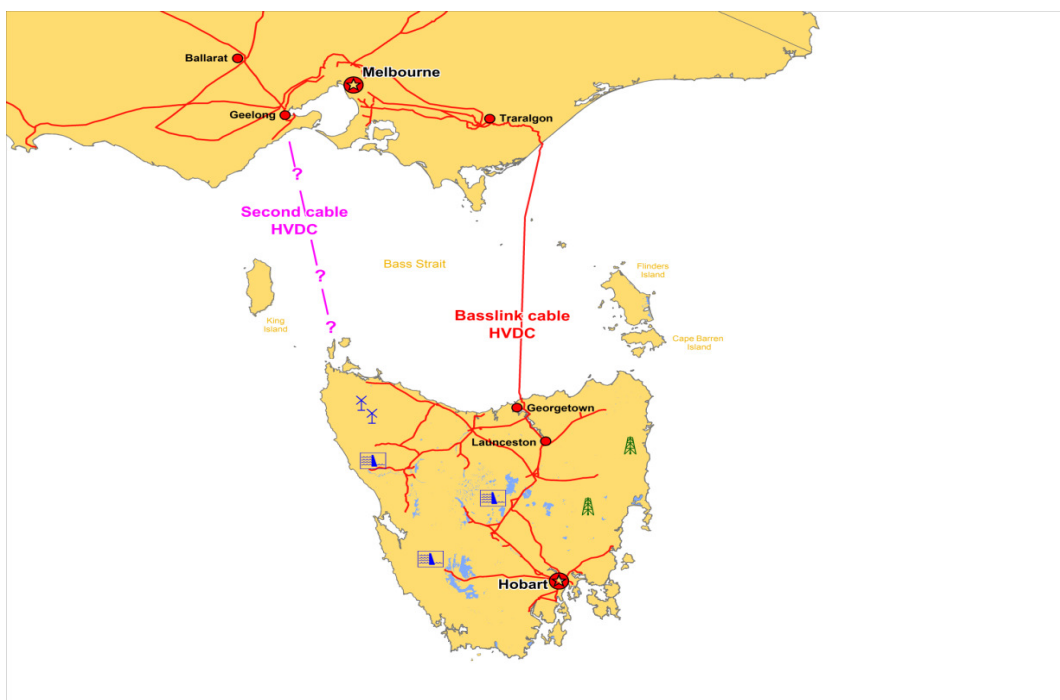 Ballarat
Melbourne
Geelong
Traralgon
?
Second cable
HVDC
Bass Strait
Flinders
Island
?
King
Island
?
Basslink cable
HVDC
Cape Barren
Island
Georgetown
Launceston
Hobart